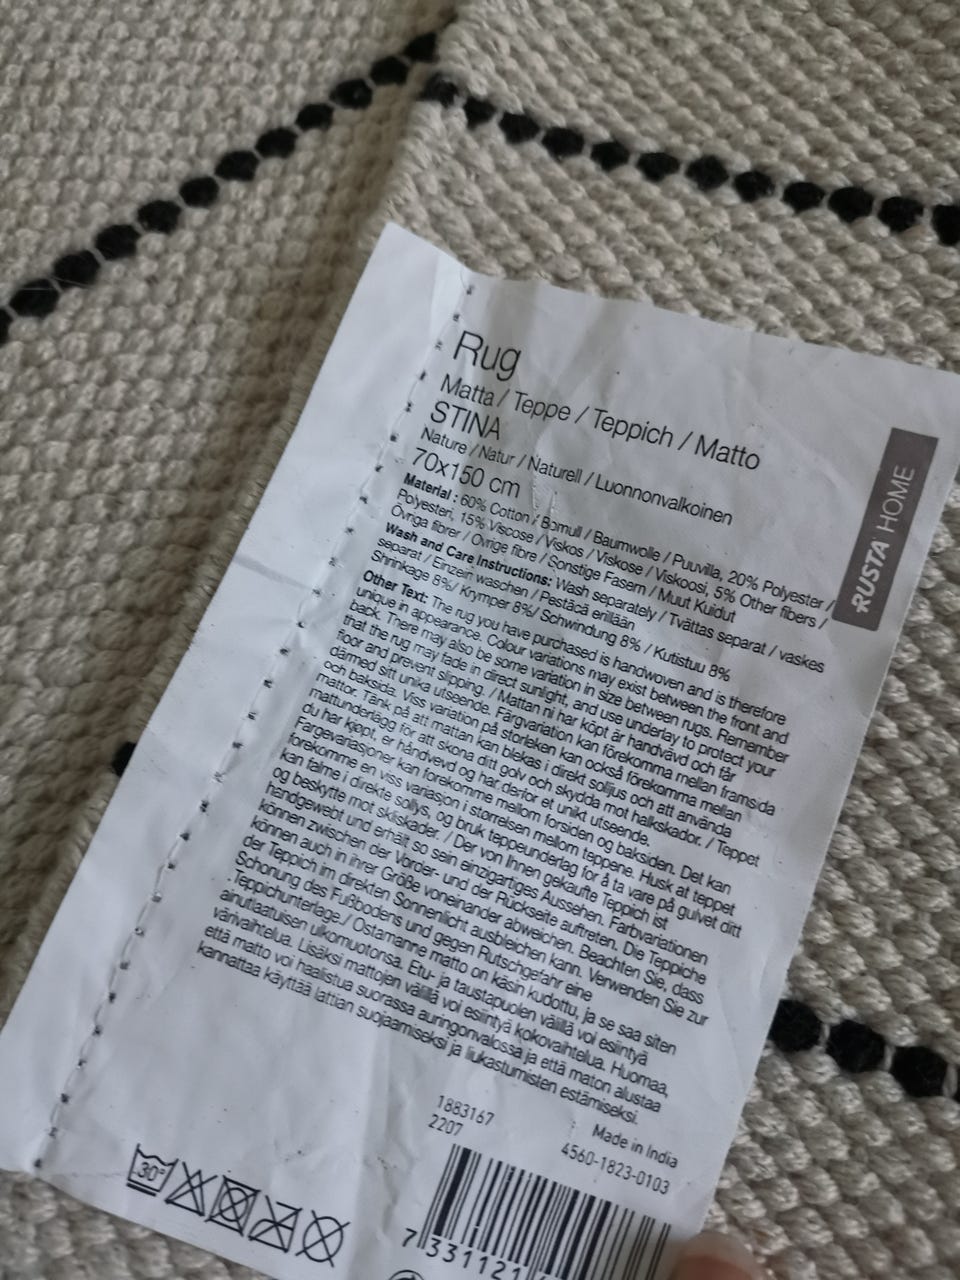 Rug
Matta / Teppe / Teppich / Matto
STINA
Nature / Natur / Naturell / Luonnonvalkoinen
70x150 cm
Material : 60% Cotton / Bomull / Baumwolle / Puuvilla, 20% Polyester /
Polyesteri, 15% Viscose / Viskos / Viskose / Viskoosi, 5% Other fibers /
Övriga fibrer / Ovrige fibre / Sonstige Fasern / Muut Kuidut
Wash and Care Instructions: Wash separately / Tvättas separat / vaskes
separat / Einzeln waschen / Pestäcä erillään
Shrinkage 8%/ Krymper 8%/ Schwindung 8% / Kutistuu 8%
Other Text: The rug you have purchased is handwoven and is therefore
unique in appearance. Colour variations may exist between the front and
back. There may also be some variation in size between rugs. Remember
that the rug may fade in direct sunlight, and use underlay to protect your
floor and prevent slipping. / Mattan ni har köpt är handvävd och får
därmed sitt unika utseende. Färgvariation kan förekomma mellan framsida
och baksida. Viss variation på storleken kan också förekomma mellan
mattor. Tänk på att mattan kan blekas i direkt solljus och att använda
mattunderlägg för att skona ditt golv och skydda mot halkskador. / Teppet
du har kjøpt, er håndvevd og har derfor et unikt utseende.
Fargevariasjoner kan forekomme mellom forsiden og baksiden. Det kan
forekomme en viss variasjon i størrelsen mellom teppene. Husk at teppet
kan falme i direkte sollys, og bruk teppeunderlag for å ta vare på gulvet ditt
og beskytte mot skliskader / Der von Ihnen gekaufte Teppich ist
handgewebt und erhält so sein einzigartiges Aussehen. Farbvariationen
können zwischen der Vorder- und der Rückseite auftreten. Die Teppiche
können auch in ihrer Größe voneinander abweichen. Beachten Sie, dass
der Teppich im direkten Sonnenlicht ausbleichen kann. Verwenden Sie zur
Schonung des Fußbodens und gegen Rutschgefahr eine
Teppichunterlage./ Ostamanne matto on käsin kudottu, ja se saa siten
ainutlaatuisen ulkomuotonsa. Etu- ja taustapuolen välillä voi esiintyä
värivaihtelua. Lisäksi mattojen välillä voi esiintyä kokovaihtelua. Huomaa,
että matto voi haalistua suorassa auringonvalossa ja että maton alustaa
kannattaa käyttää lattian suojaamiseksi ja liukastumisten estämiseksi.
Made in India
1883167
2207
4560-1823-0103
30°
7 331121
RUSTA HOME